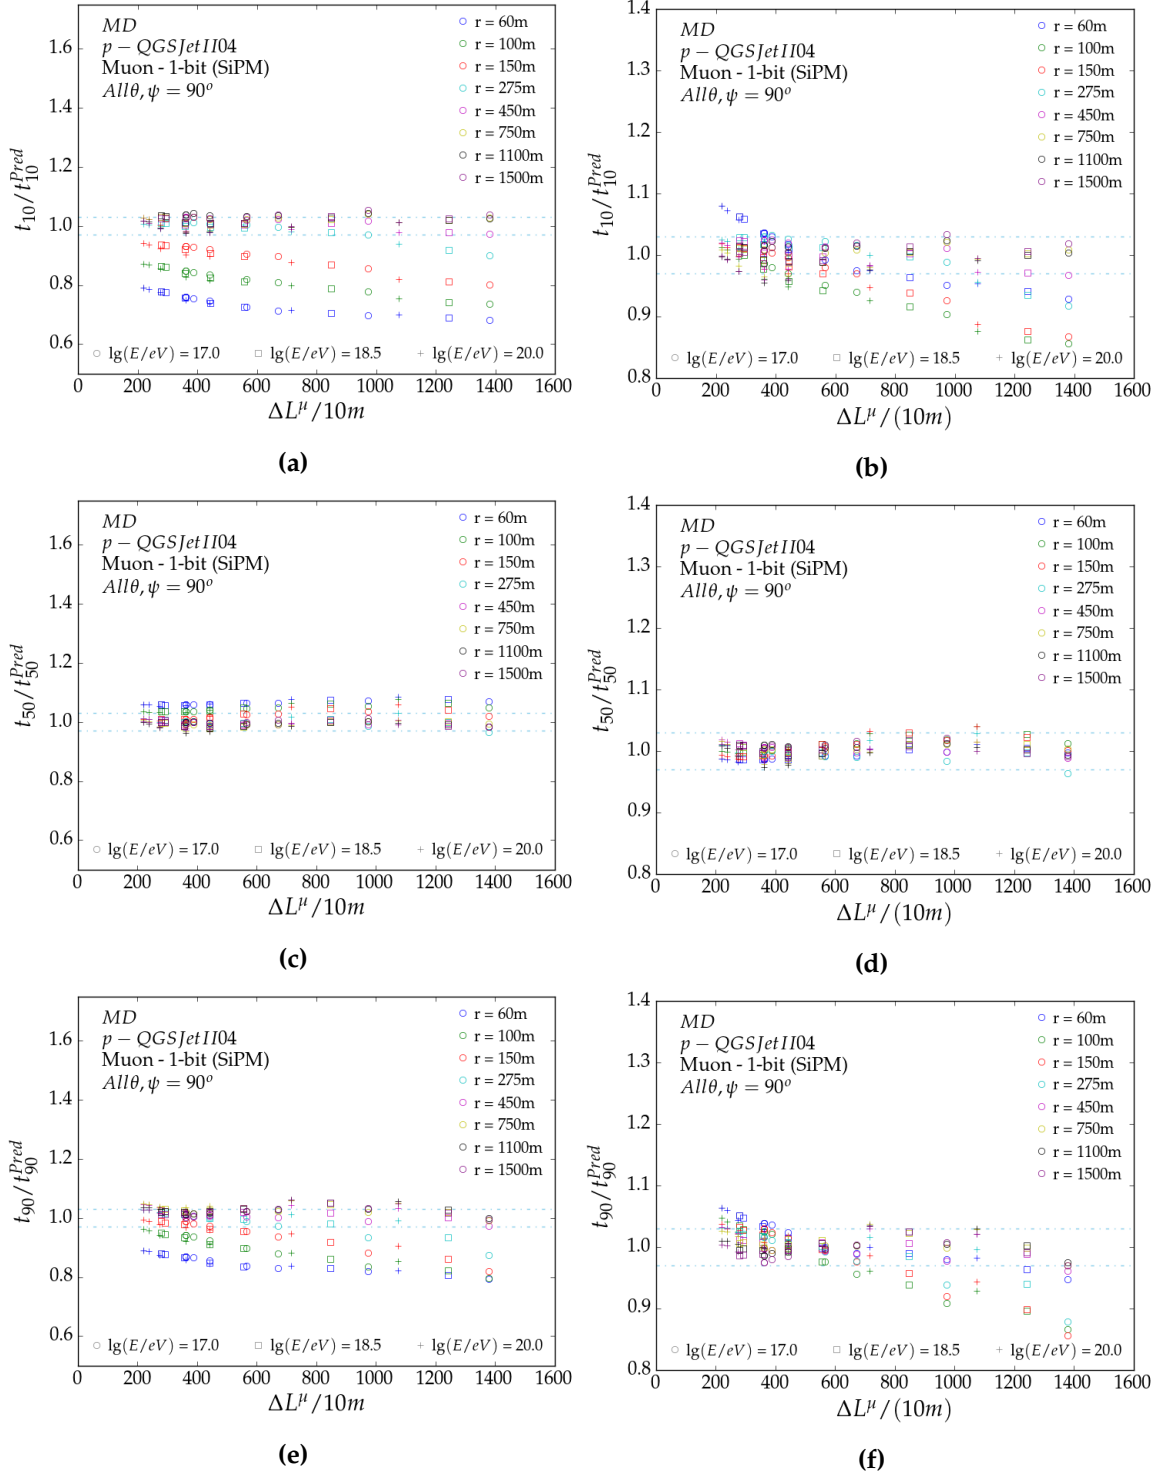 MD
p − QGSJetII04
Muon - 1-bit (SiPM)
Allθ, ψ = 90°
r = 60m
r = 100m
r = 150m
r = 275m
r = 450m
r = 750m
r = 1100m
r = 1500m
1.6
1.4
1.2
1.0
0.8
0.6
t10/t10^Pred
lg(E/eV) = 17.0 lg(E/eV) = 18.5 lg(E/eV) = 20.0
0 200 400 600 800 1000 1200 1400 1600
ΔL^μ/10m
(a)
MD
p − QGSJetII04
Muon - 1-bit (SiPM)
Allθ, ψ = 90°
r = 60m
r = 100m
r = 150m
r = 275m
r = 450m
r = 750m
r = 1100m
r = 1500m
1.4
1.3
1.2
1.1
1.0
0.9
0.8
t10/t10^Pred
lg(E/eV) = 17.0 lg(E/eV) = 18.5 lg(E/eV) = 20.0
0 200 400 600 800 1000 1200 1400 1600
ΔL^μ/(10m)
(b)
MD
p − QGSJetII04
Muon - 1-bit (SiPM)
Allθ, ψ = 90°
r = 60m
r = 100m
r = 150m
r = 275m
r = 450m
r = 750m
r = 1100m
r = 1500m
1.6
1.4
1.2
1.0
0.8
0.6
t50/t50^Pred
lg(E/eV) = 17.0 lg(E/eV) = 18.5 lg(E/eV) = 20.0
0 200 400 600 800 1000 1200 1400 1600
ΔL^μ/10m
(c)
MD
p − QGSJetII04
Muon - 1-bit (SiPM)
Allθ, ψ = 90°
r = 60m
r = 100m
r = 150m
r = 275m
r = 450m
r = 750m
r = 1100m
r = 1500m
1.4
1.3
1.2
1.1
1.0
0.9
0.8
t50/t50^Pred
lg(E/eV) = 17.0 lg(E/eV) = 18.5 lg(E/eV) = 20.0
0 200 400 600 800 1000 1200 1400 1600
ΔL^μ/(10m)
(d)
MD
p − QGSJetII04
Muon - 1-bit (SiPM)
Allθ, ψ = 90°
r = 60m
r = 100m
r = 150m
r = 275m
r = 450m
r = 750m
r = 1100m
r = 1500m
1.6
1.4
1.2
1.0
0.8
0.6
t90/t90^Pred
lg(E/eV) = 17.0 lg(E/eV) = 18.5 lg(E/eV) = 20.0
0 200 400 600 800 1000 1200 1400 1600
ΔL^μ/10m
(e)
MD
p − QGSJetII04
Muon - 1-bit (SiPM)
Allθ, ψ = 90°
r = 60m
r = 100m
r = 150m
r = 275m
r = 450m
r = 750m
r = 1100m
r = 1500m
1.4
1.3
1.2
1.1
1.0
0.9
0.8
t90/t90^Pred
lg(E/eV) = 17.0 lg(E/eV) = 18.5 lg(E/eV) = 20.0
0 200 400 600 800 1000 1200 1400 1600
ΔL^μ/(10m)
(f)